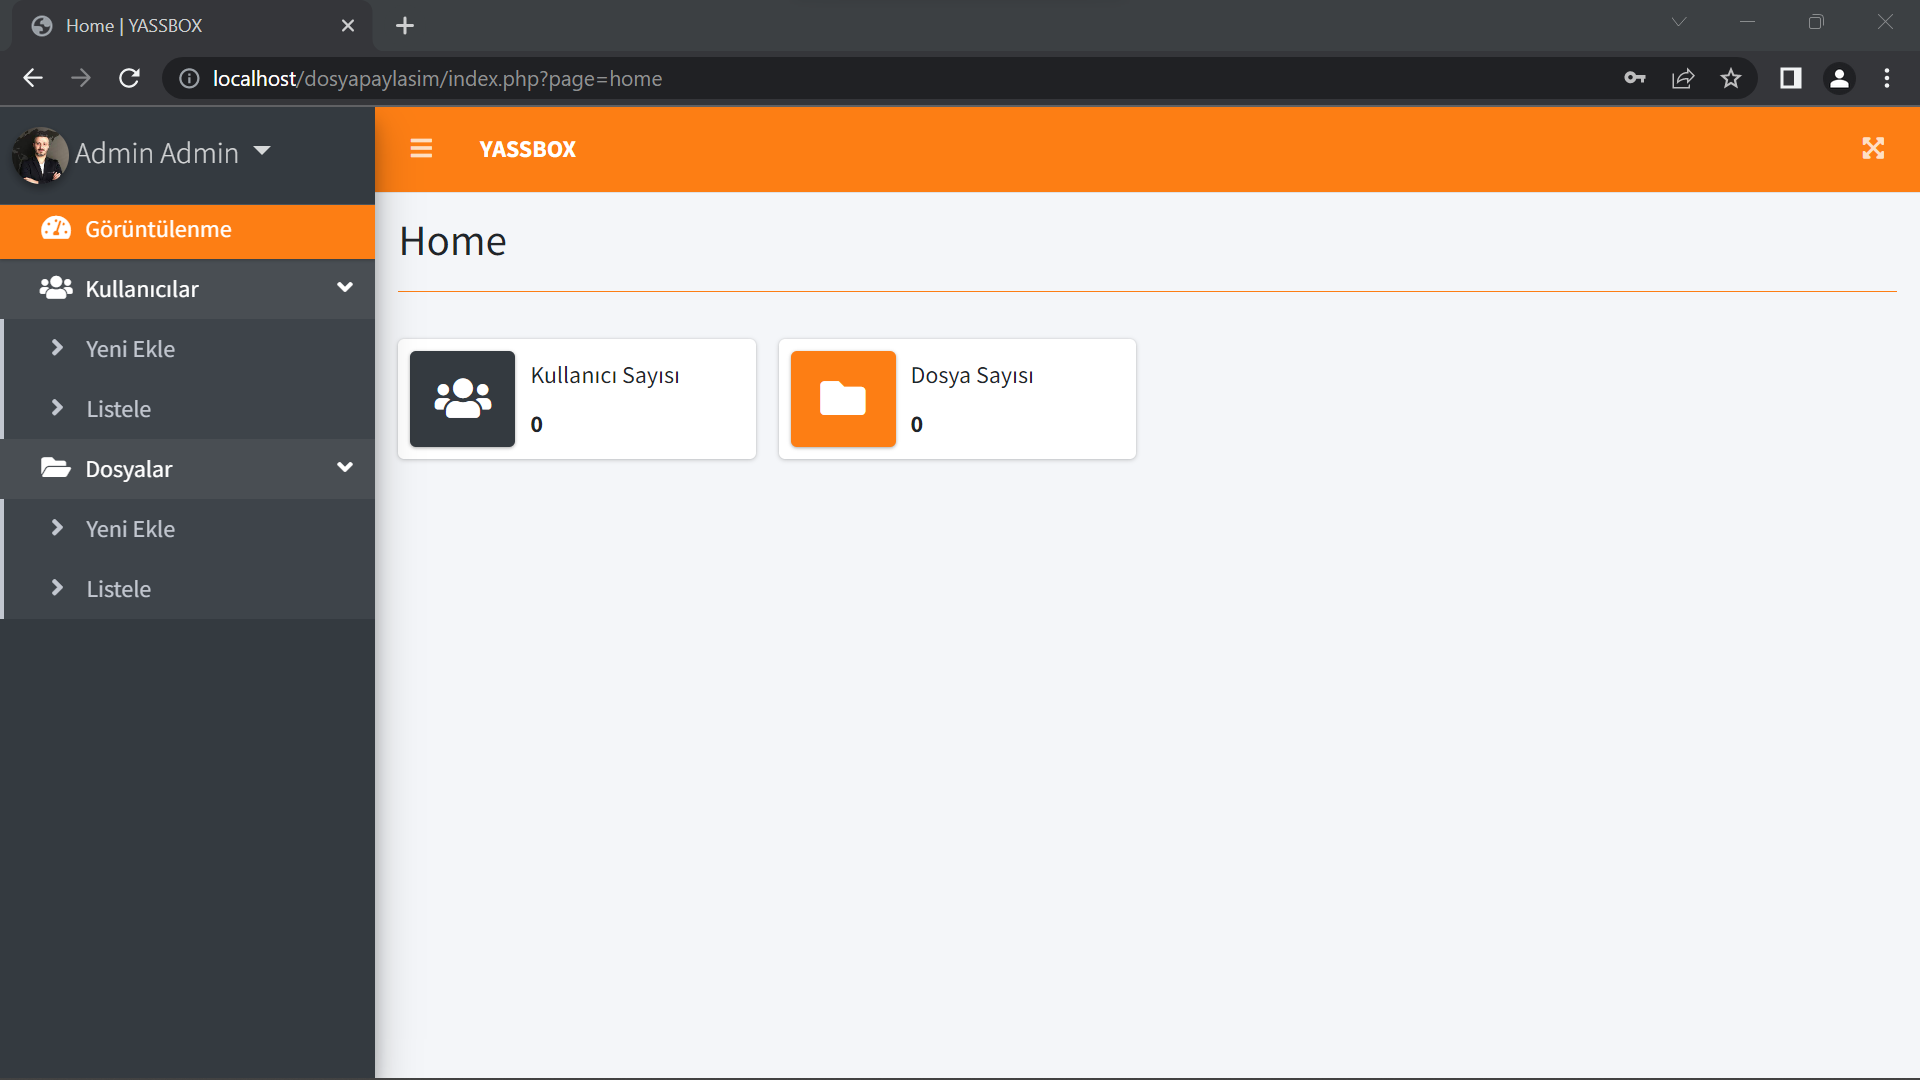 Home | YASSBOX
localhost/dosyapaylasim/index.php?page=home
Admin Admin
YASSBOX
Görüntülenme
Kullanıcılar
Yeni Ekle
Listele
Dosyalar
Yeni Ekle
Listele
Home
Kullanıcı Sayısı
0
Dosya Sayısı
0